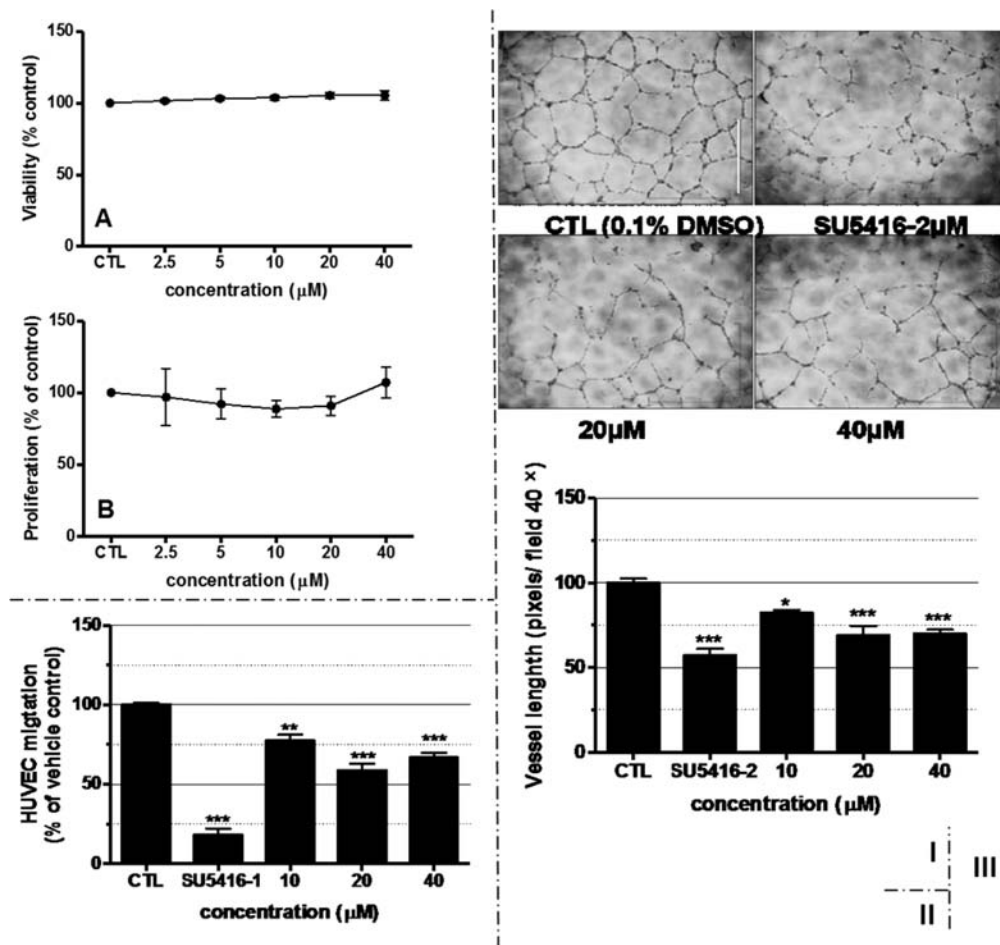 150
100
50
0
Viability (% control)
A
CTL 2.5 5 10 20 40
concentration (μM)
150
100
50
0
Proliferation (% of control)
B
CTL 2.5 5 10 20 40
concentration (μM)
150
100
50
0
HUVEC migtation
(% of vehicle control)
***
**
***
***
CTL SU5416-1 10 20 40
concentration (μM)
CTL (0.1% DMSO) SU5416-2μM
20μM 40μM
150
100
50
0
Vessel lenghth (pixels/ field 40 ×)
***
*
***
***
CTL SU5416-2 10 20 40
concentration (μM)
I
II
III